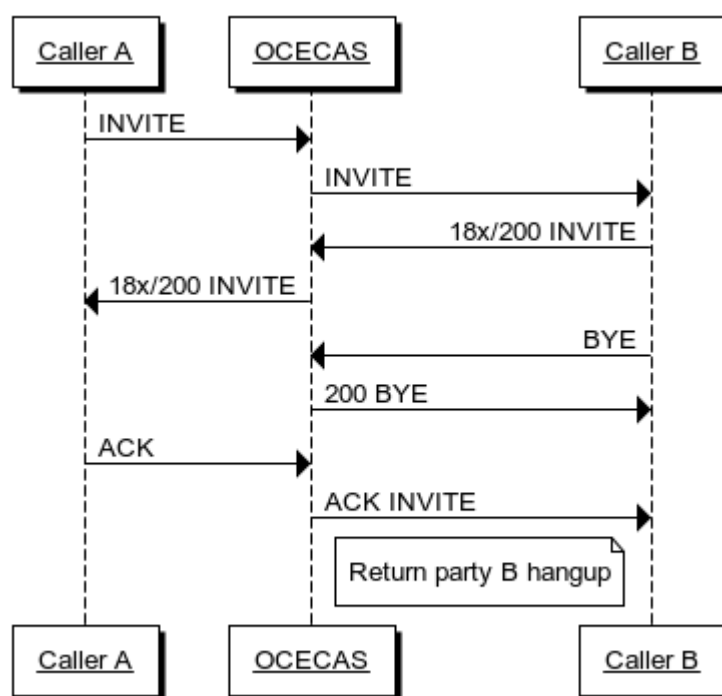 Caller A
OCECAS
Caller B
INVITE
INVITE
18x/200 INVITE
18x/200 INVITE
BYE
200 BYE
ACK
ACK INVITE
Return party B hangup
Caller A
OCECAS
Caller B